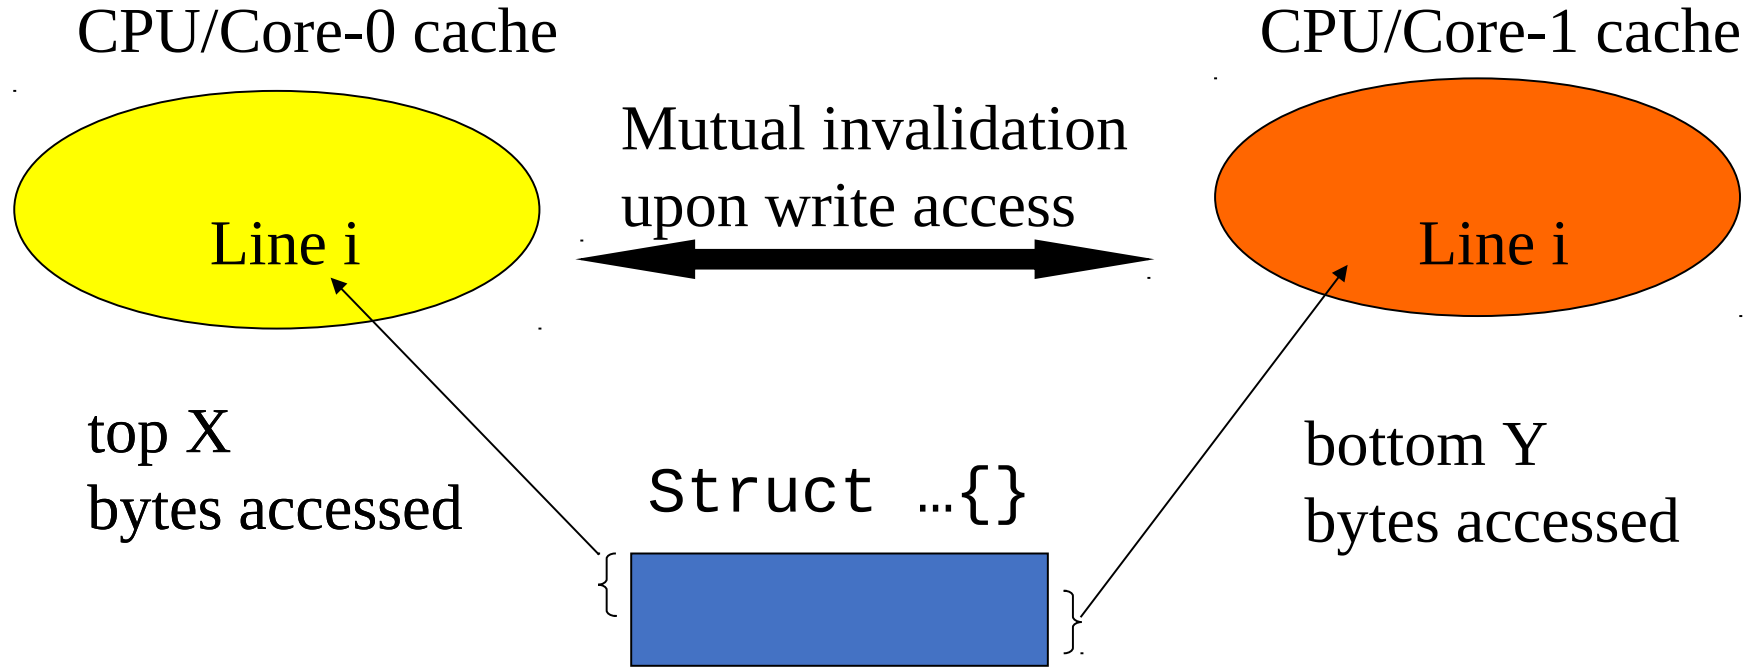 CPU/Core-0 cache
CPU/Core-1 cache
Mutual invalidation
upon write access
Line i
Line i
top X
bytes accessed
bottom Y
bytes accessed
Struct …{}